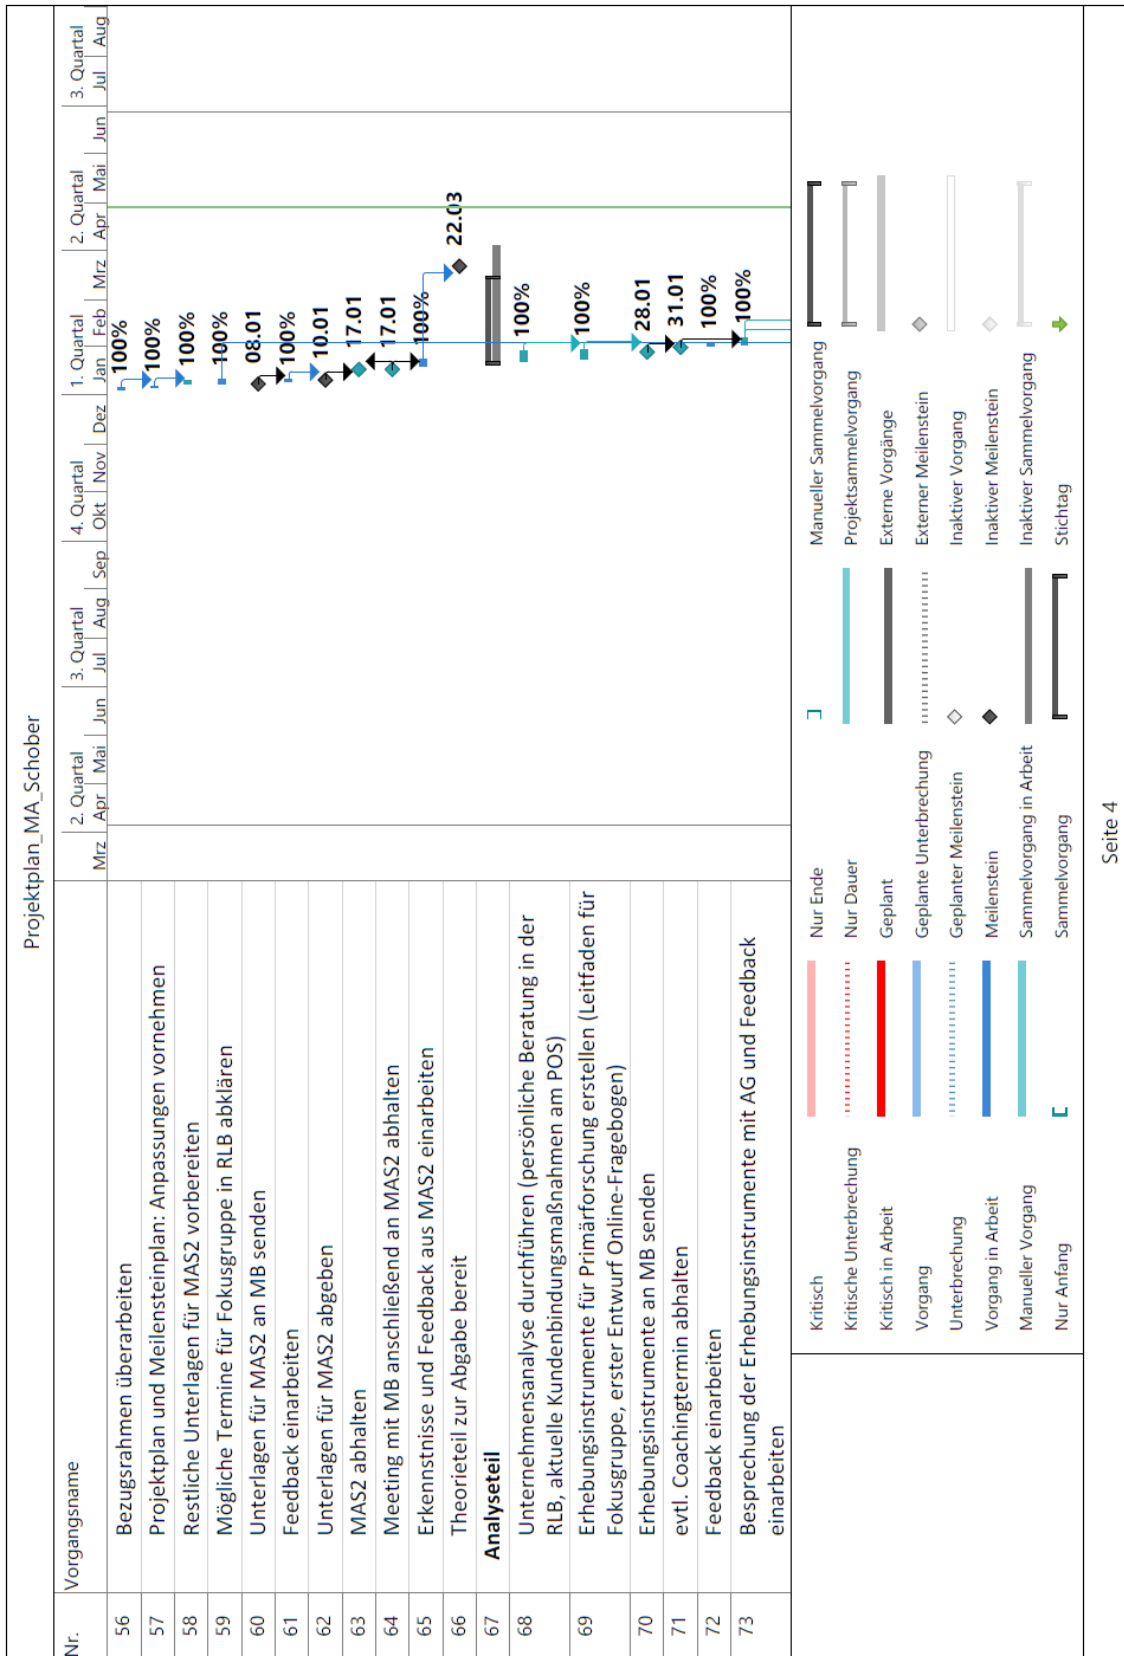 Projektplan_MA_Schober
Nr.
Vorgangsname
Mrz
2. Quartal
Apr Mai Jun
3. Quartal
Jul Aug Sep
4. Quartal
Okt Nov Dez
1. Quartal
Jan Feb Mrz
2. Quartal
Apr Mai Jun
3. Quartal
Jul Aug
56 Bezugsrahmen überarbeiten 100%
57 Projektplan und Meilensteinplan: Anpassungen vornehmen 100%
58 Restliche Unterlagen für MAS2 vorbereiten 100%
59 Mögliche Termine für Fokusgruppe in RLB abklären 100%
60 Unterlagen für MAS2 an MB senden 08.01
61 Feedback einarbeiten 100%
62 Unterlagen für MAS2 abgeben 10.01
63 MAS2 abhalten 17.01
64 Meeting mit MB anschließend an MAS2 abhalten 17.01
65 Erkenntnisse und Feedback aus MAS2 einarbeiten 100%
66 Theorieteil zur Abgabe bereit 22.03
67 Analyseteil
68 Unternehmensanalyse durchführen (persönliche Beratung in der
RLB, aktuelle Kundenbindungsmaßnahmen am POS) 100%
69 Erhebungsinstrumente für Primärforschung erstellen (Leitfaden für
Fokusgruppe, erster Entwurf Online-Fragebogen) 100%
70 Erhebungsinstrumente an MB senden 28.01
71 evtl. Coachingtermin abhalten 31.01
72 Feedback einarbeiten 100%
73 Besprechung der Erhebungsinstrumente mit AG und Feedback
einarbeiten 100%
Kritisch
Kritische Unterbrechung
Kritisch in Arbeit
Vorgang
Unterbrechung
Vorgang in Arbeit
Manueller Vorgang
Nur Anfang
Nur Ende
Nur Dauer
Geplant
Geplante Unterbrechung
Geplanter Meilenstein
Meilenstein
Sammelvorgang in Arbeit
Sammelvorgang
Manueller Sammelvorgang
Projektsammelvorgang
Externe Vorgänge
Externer Meilenstein
Inaktiver Vorgang
Inaktiver Meilenstein
Inaktiver Sammelvorgang
Stichtag
Seite 4